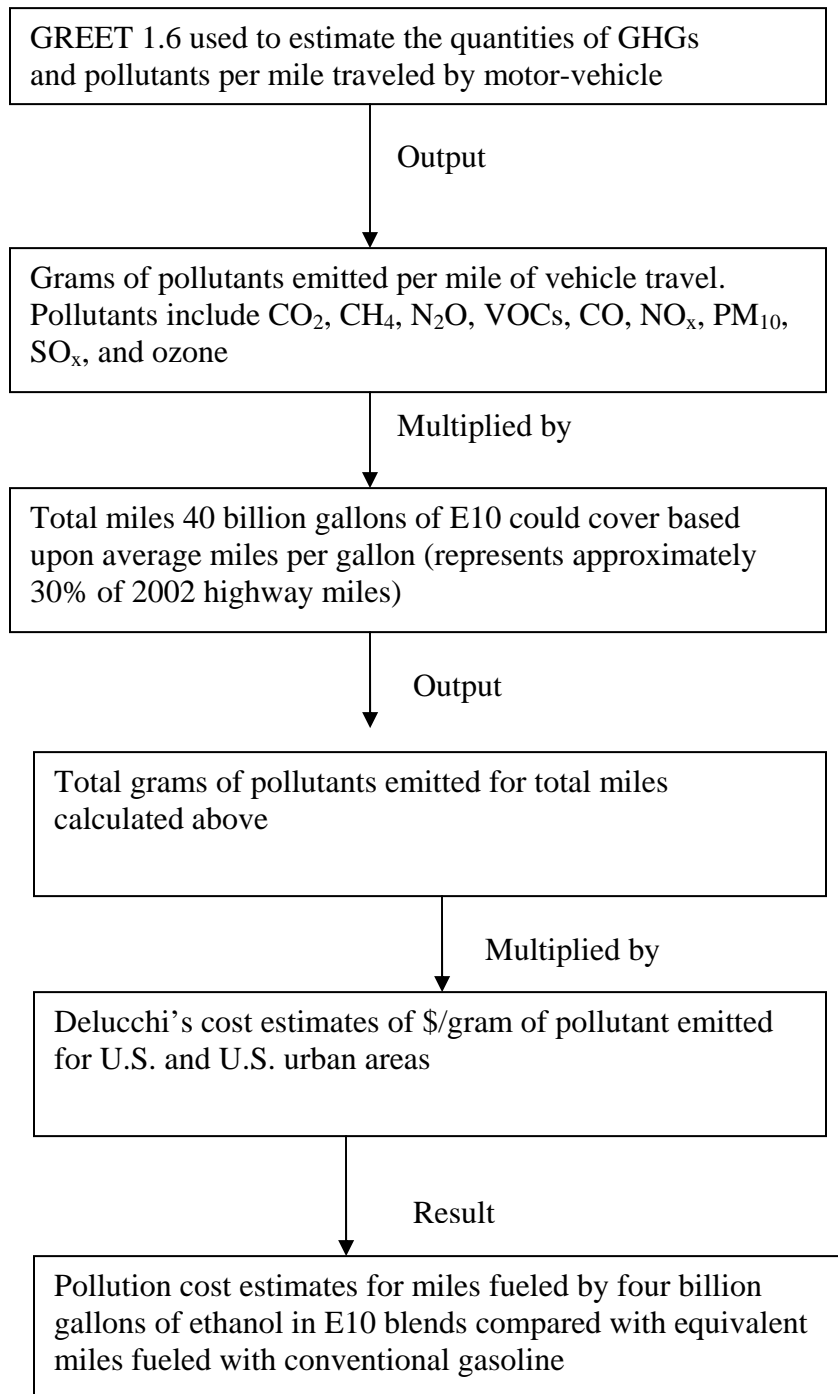 GREET 1.6 used to estimate the quantities of GHGs
and pollutants per mile traveled by motor-vehicle
Output
Grams of pollutants emitted per mile of vehicle travel.
Pollutants include CO₂, CH₄, N₂O, VOCs, CO, NOₓ, PM₁₀,
SOₓ, and ozone
Multiplied by
Total miles 40 billion gallons of E10 could cover based
upon average miles per gallon (represents approximately
30% of 2002 highway miles)
Output
Total grams of pollutants emitted for total miles
calculated above
Multiplied by
Delucchi’s cost estimates of $/gram of pollutant emitted
for U.S. and U.S. urban areas
Result
Pollution cost estimates for miles fueled by four billion
gallons of ethanol in E10 blends compared with equivalent
miles fueled with conventional gasoline